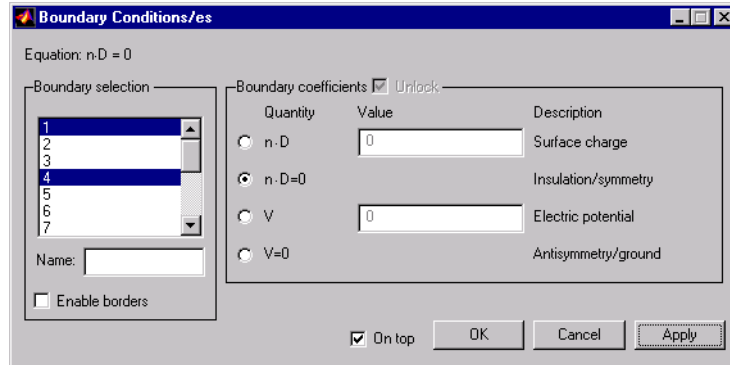 Boundary Conditions/es
Equation: n·D = 0
Boundary selection
1
2
3
4
5
6
7
Name:
Enable borders
Boundary coefficients Unlock
Quantity Value Description
n·D 0 Surface charge
n·D=0 Insulation/symmetry
V 0 Electric potential
V=0 Antisymmetry/ground
On top OK Cancel Apply